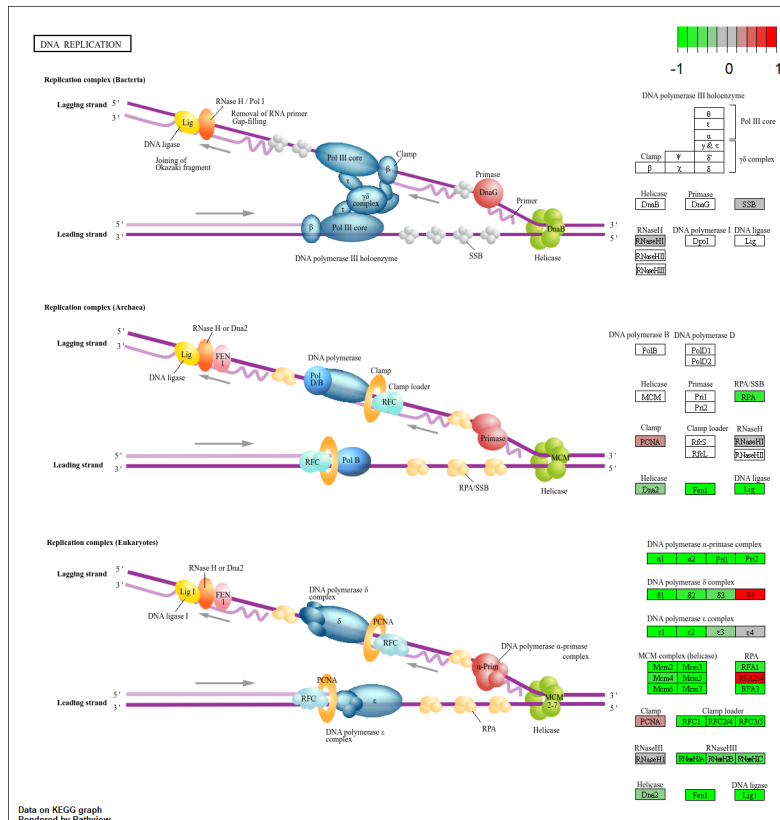 DNA REPLICATION
-1 0 1
Replication complex (Bacteria)
Lagging strand
5 '
3 '
RNase H / Pol I
Removal of RNA primer
Gap-filling
Lig
DNA ligase
Joining of
Okazaki fragment
Pol III core
Clamp
β
τ
γδ
complex
τ
Primase
DnaG
Primer
β
Pol III core
DnaB
Leading strand
5 '
3 '
3 '
5 '
SSB
Helicase
DNA polymerase III holoenzyme
DNA polymerase III holoenzyme
θ
ε
α
Pol III core
γ & τ
Clamp
Ψ
δ'
γδ complex
β
χ
δ
Helicase
Primase
DnaB
DnaG
SSB
RNaseH
DNA polymerase I
DNA ligase
RNaseHI
DpoI
Lig
RNaseHII
RNaseHIII
Replication complex (Archaea)
Lagging strand
5 '
3 '
RNase H or Dna2
Lig
FEN
1
DNA ligase
DNA polymerase
Pol
D/B
Clamp
Clamp loader
RFC
Primase
MCM
Leading strand
5 '
3 '
RFC
Pol B
3 '
5 '
RPA/SSB
Helicase
DNA polymerase B
DNA polymerase D
PolB
PolD1
PolD2
Helicase
Primase
RPA/SSB
MCM
Pri1
RPA
Pri2
Clamp
Clamp loader
RNaseH
PCNA
RfcS
RNaseHI
RfcL
RNaseHII
Helicase
DNA ligase
Dna2
Fen1
Lig
Replication complex (Eukaryotes)
Lagging strand
5 '
3 '
RNase H or Dna2
Lig I
FEN
1
DNA ligase I
DNA polymerase δ
complex
δ
PCNA
RFC
DNA polymerase α-primase
complex
α-Prim
MCM
2-7
Leading strand
5 '
3 '
RFC
PCNA
ε
3 '
5 '
RPA
Helicase
DNA polymerase ε
complex
DNA polymerase α-primase complex
α1 α2 Pri1 Pri2
DNA polymerase δ complex
δ1 δ2 δ3 δ4
DNA polymerase ε complex
ε1 ε2 ε3 ε4
MCM complex (helicase)
RPA
Mcm2 Mcm3
RPA1
Mcm4 Mcm5
RFA2/4
Mcm6 Mcm7
RPA3
Clamp
Clamp loader
PCNA
RFC1 RFC2/4 RFC3/5
RNaseHI
RNaseHII
RNaseH1
RNaseH2A RNaseH2B RNaseH2C
Helicase
DNA ligase
Dna2
Fen1
Lig1
Data on KEGG graph
Rendered by Pathview